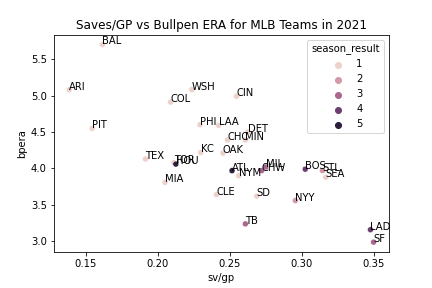 Saves/GP vs Bullpen ERA for MLB Teams in 2021
BAL
season_result
1
2
3
4
5
5.5
ARI
WSH
5.0
COL
CIN
PIT
PHI
LAA
DET
4.5
CHC
MIN
KC
OAK
TEX
TOR
HOU
4.0
ATL
MIL
CHW
NYM
BOS
STL
SEA
MIA
CLE
SD
NYY
3.5
TB
LAD
3.0
SF
bpera
0.15
0.20
0.25
0.30
0.35
sv/gp